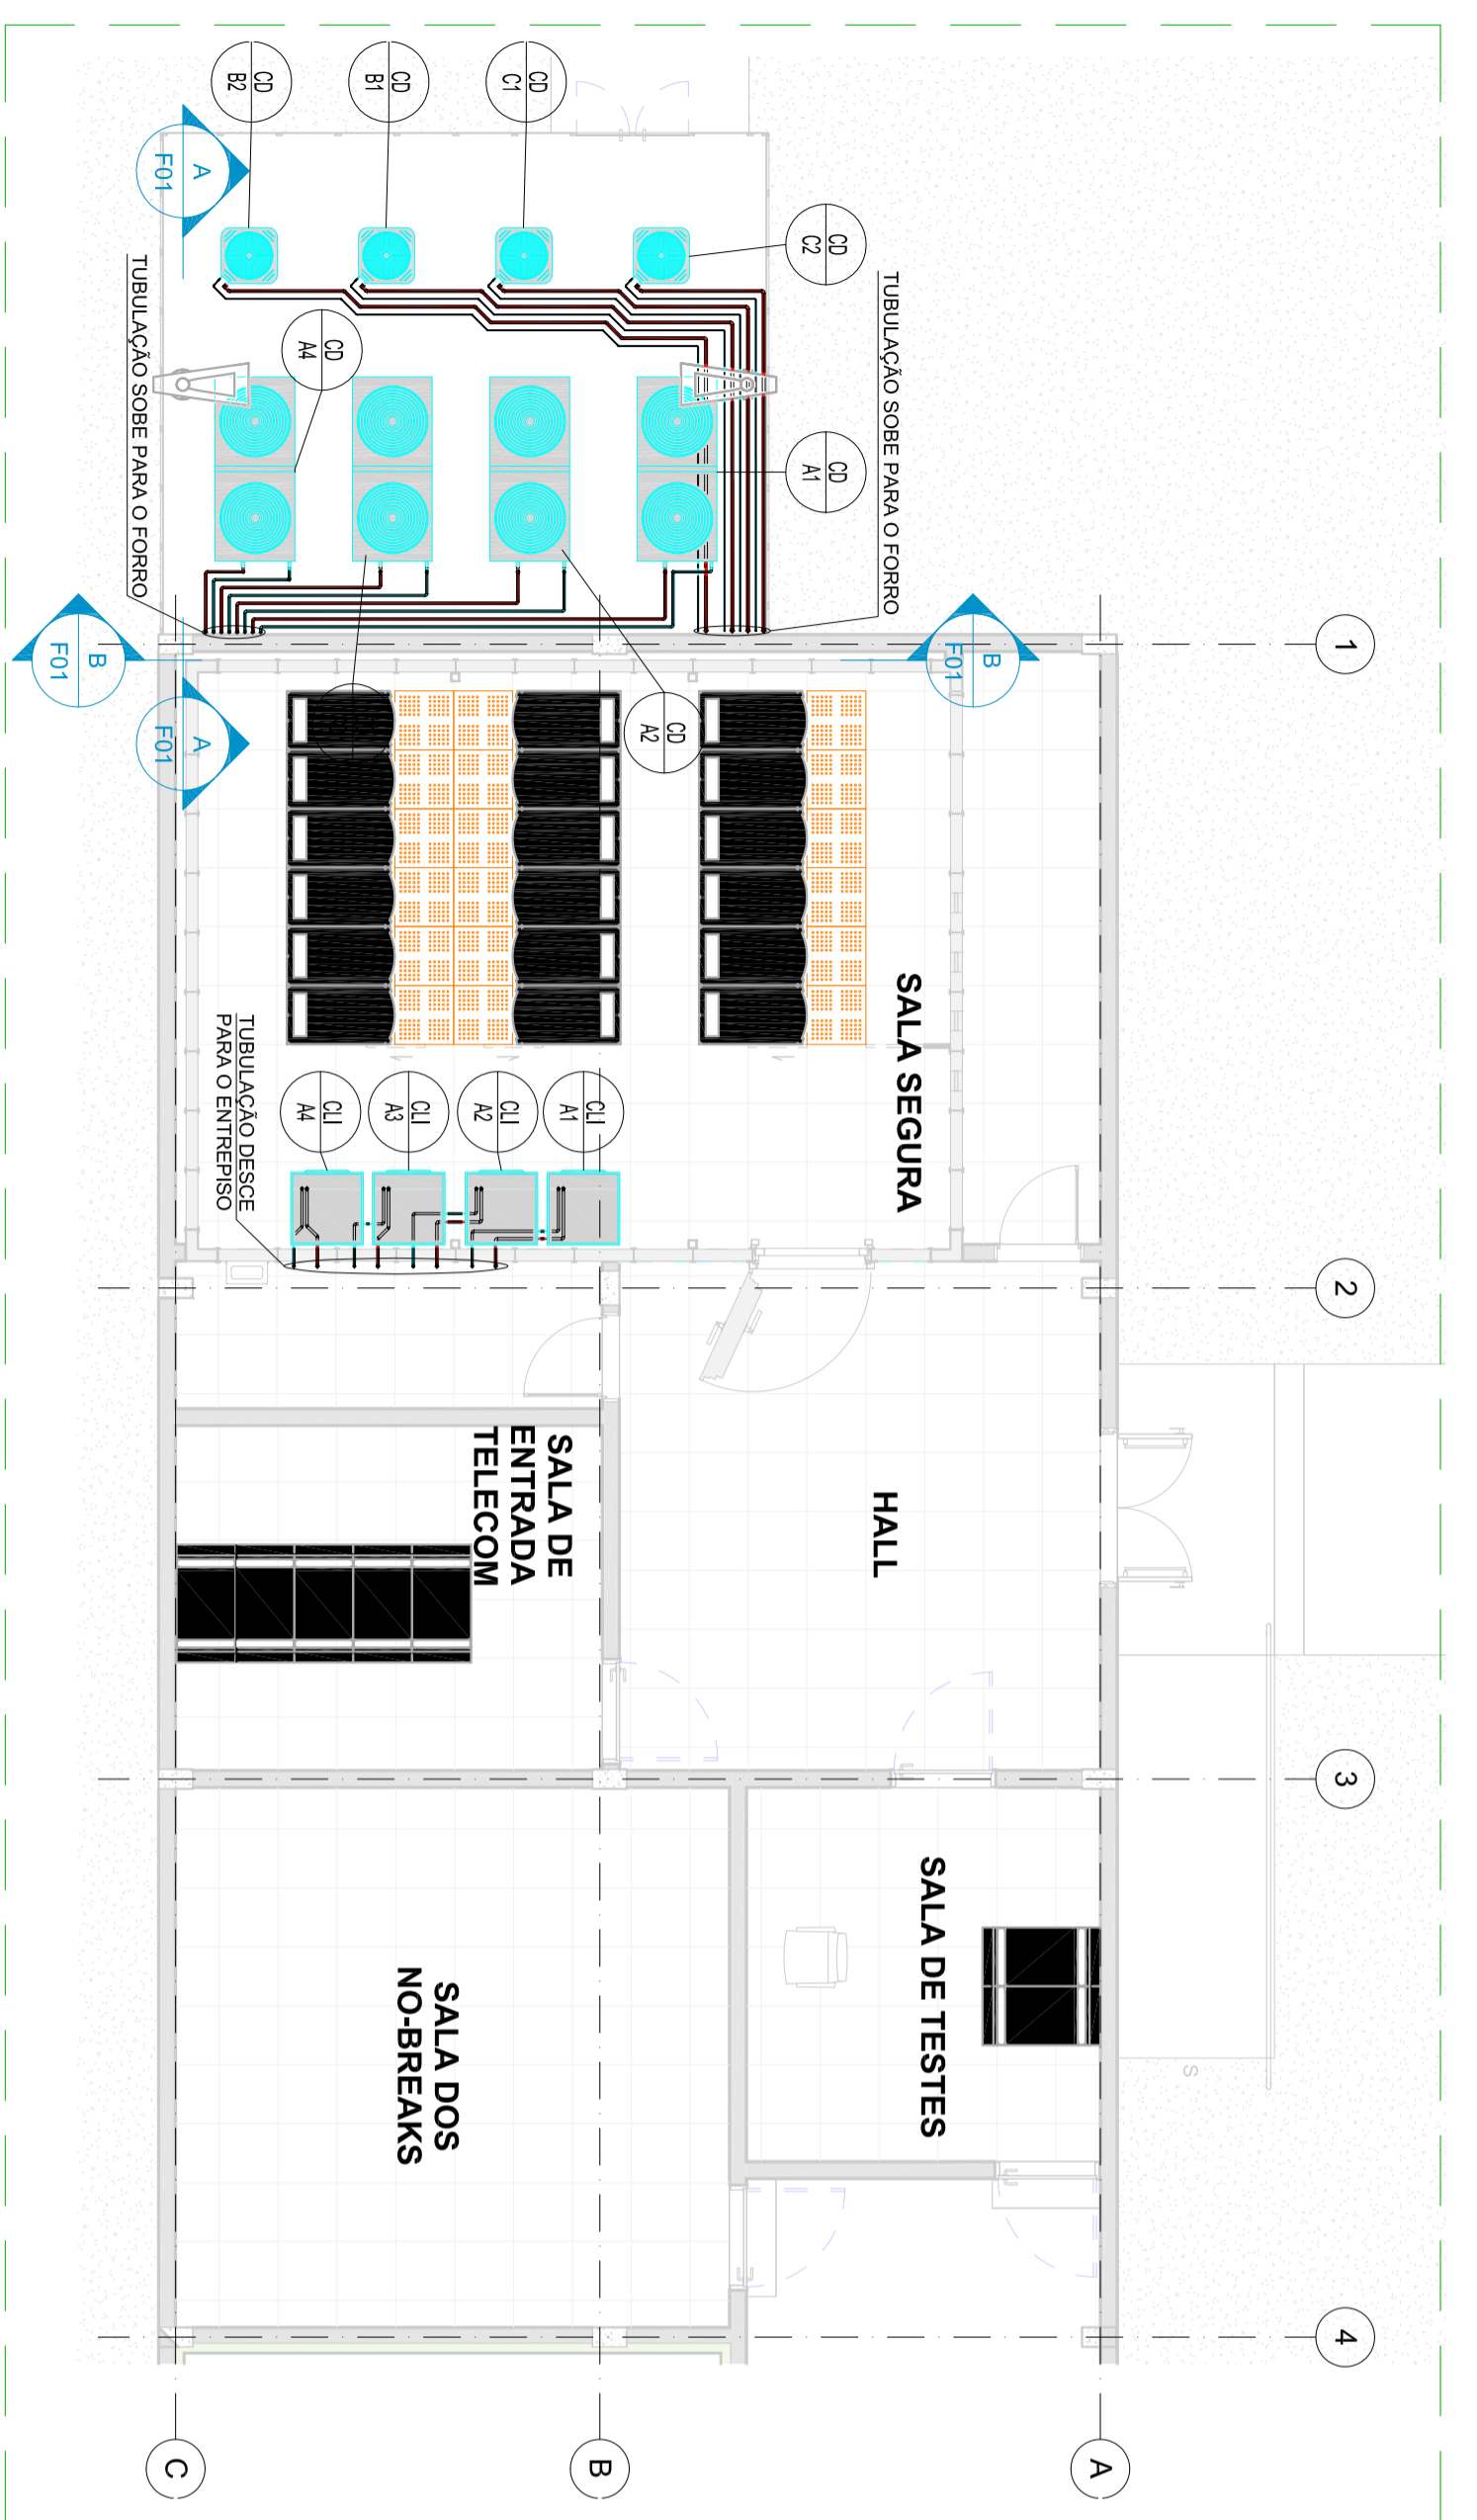 CD
B2
CD
B1
CD
C1
CD
C2
CD
A4
CD
A1
CD
A2
A
F01
A
F01
B
F01
B
F01
TUBULAÇÃO SOBE PARA O FORRO
TUBULAÇÃO SOBE PARA O FORRO
1
2
3
4
SALA SEGURA
CLI
A1
CLI
A2
CLI
A3
CLI
A4
TUBULAÇÃO DESCE
PARA O ENTREPISO
HALL
SALA DE
ENTRADA
TELECOM
SALA DE TESTES
S
SALA DOS
NO-BREAKS
A
B
C